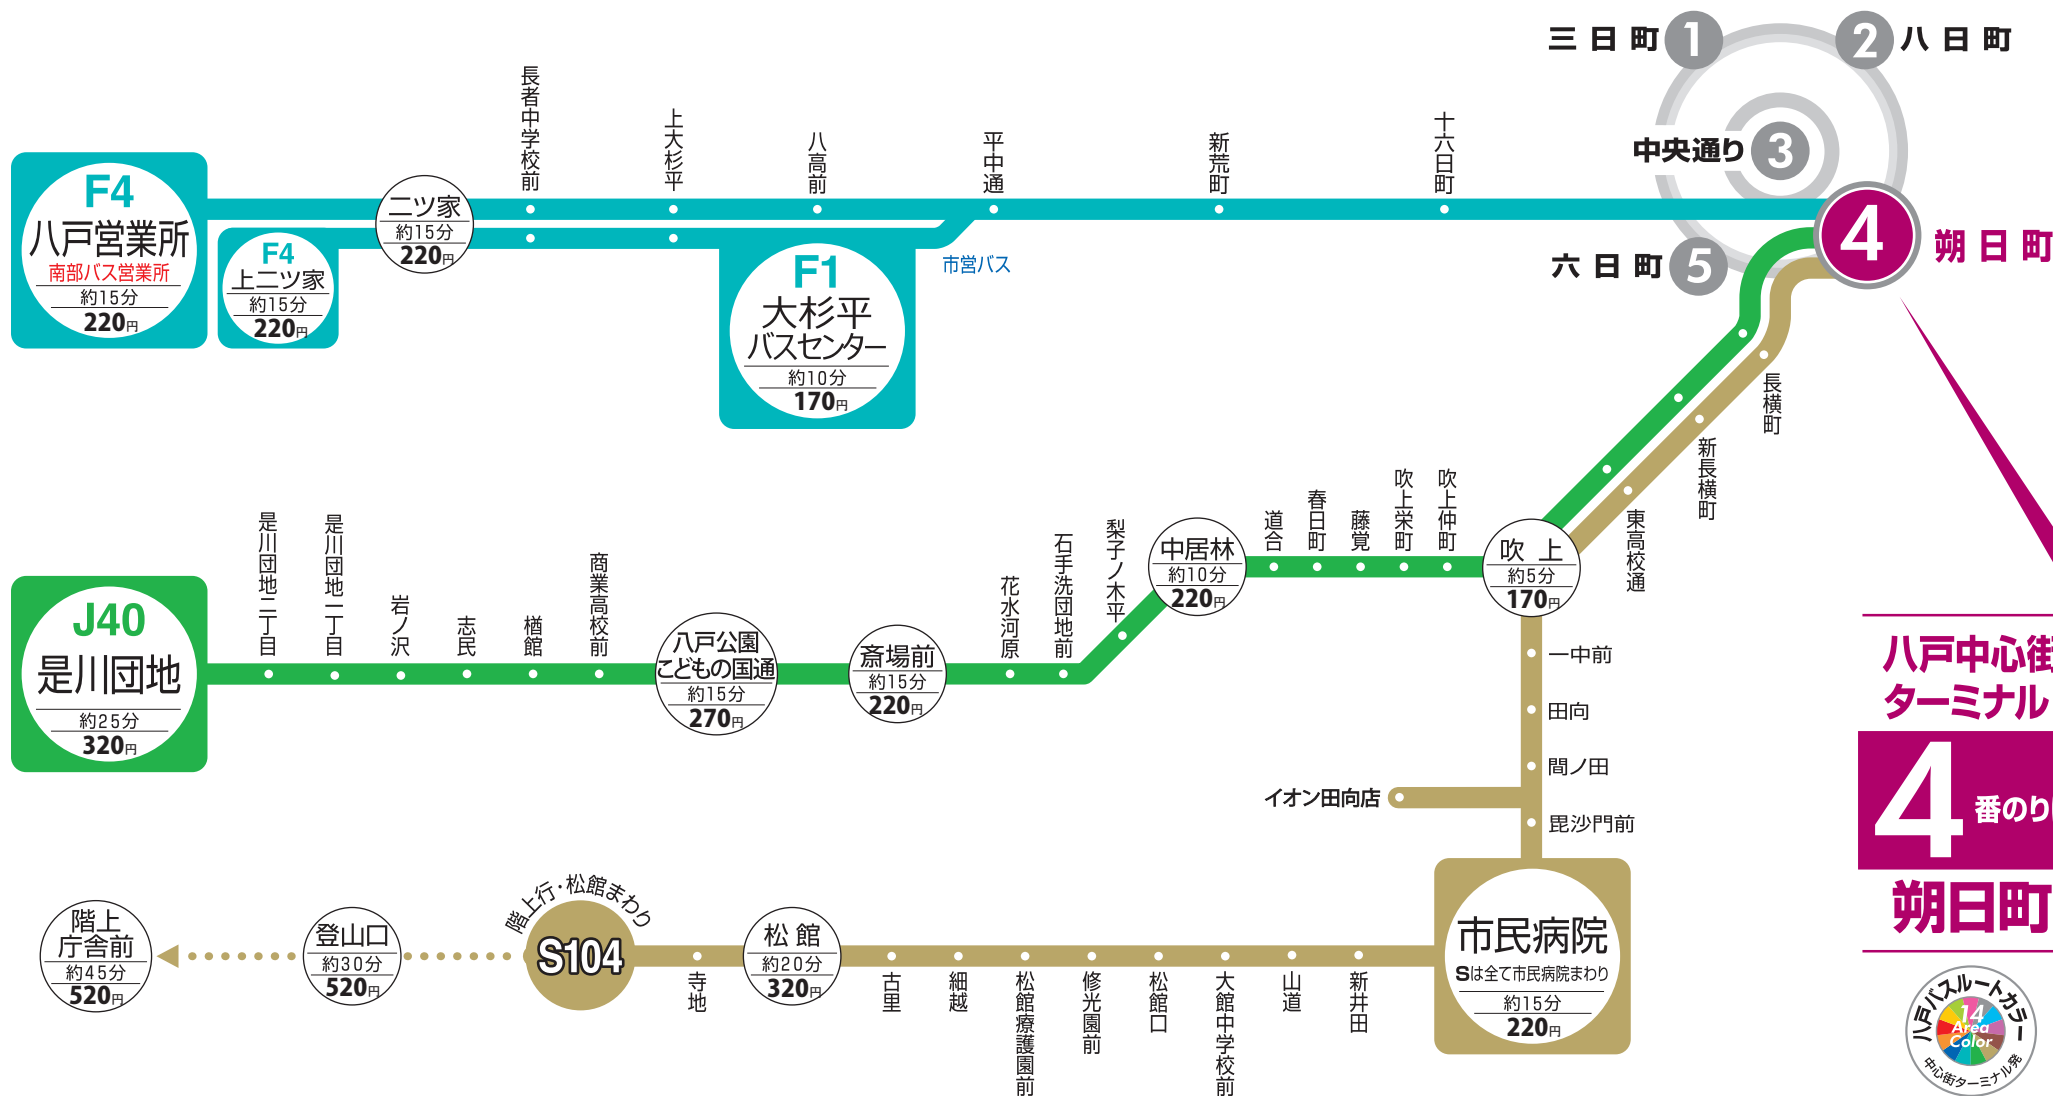 三日町
1
2
八日町
中央通り
3
4
朔日町
六日町
5
長者中学校前
上大杉平
八高前
平中通
新荒町
十六日町
F4
八戸営業所
南部バス営業所
約15分
220円
F4
上二ツ家
約15分
220円
二ツ家
約15分
220円
F1
大杉平
バスセンター
約10分
170円
市営バス
長横町
新長横町
東高校通
J40
是川団地
約25分
320円
是川団地二丁目
是川団地一丁目
岩ノ沢
志民
楢館
商業高校前
八戸公園
こどもの国通
約15分
270円
斎場前
約15分
220円
花水河原
石手洗団地前
梨子ノ木平
中居林
約10分
220円
道合
春日町
藤覚
吹上栄町
吹上仲町
吹上
約5分
170円
一中前
田向
間ノ田
イオン田向店
毘沙門前
市民病院
Sは全て市民病院まわり
約15分
220円
階上
庁舎前
約45分
520円
登山口
約30分
520円
階上行・松館まわり
S104
寺地
松館
約20分
320円
古里
細越
松館療護園前
修光園前
松館口
大館中学校前
山道
新井田
八戸中心街
ターミナル
4
番のり
朔日町
八戸バスルートカラー
14
Area
Color
中心街ターミナル発